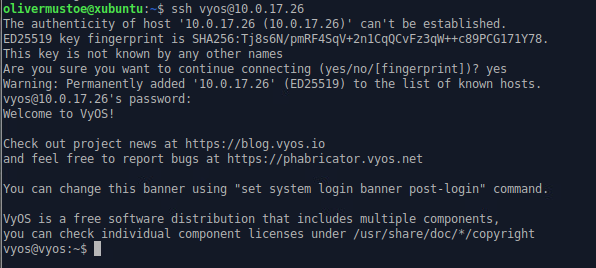 olivermustoe@xubuntu:~$ ssh vyos@10.0.17.26
The authenticity of host '10.0.17.26 (10.0.17.26)' can't be established.
ED25519 key fingerprint is SHA256:Tj8s6N/pmRF4SqV+2n1CqQCvFz3qW++c89PCG171Y78.
This key is not known by any other names
Are you sure you want to continue connecting (yes/no/[fingerprint])? yes
Warning: Permanently added '10.0.17.26' (ED25519) to the list of known hosts.
vyos@10.0.17.26's password:
Welcome to VyOS!
Check out project news at https://blog.vyos.io
and feel free to report bugs at https://phabricator.vyos.net
You can change this banner using "set system login banner post-login" command.
VyOS is a free software distribution that includes multiple components,
you can check individual component licenses under /usr/share/doc/*/copyright
vyos@vyos:~$